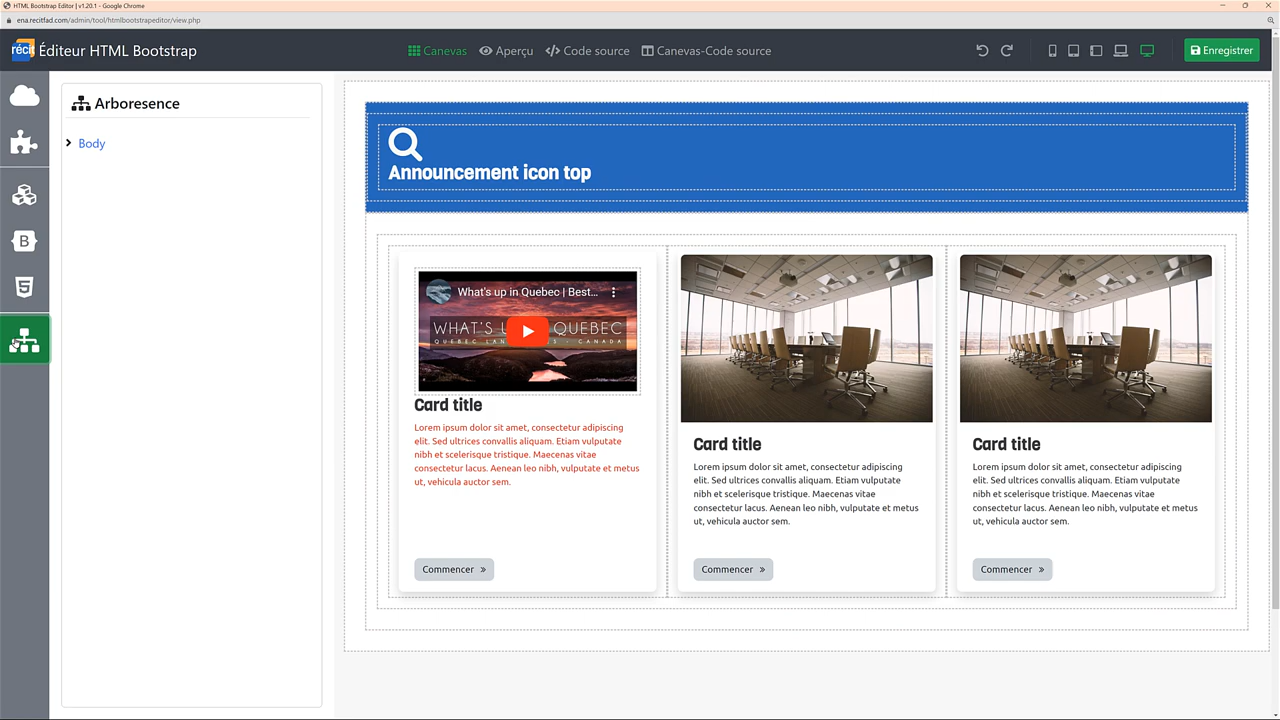 HTML Bootstrap Editor | v1.20.1 - Google Chrome
ena.recitfad.com/admin/tool/htmlbootstrapeditor/view.php
récit Éditeur HTML Bootstrap
Canevas Aperçu Code source Canevas-Code source
Enregistrer
Arboresence
Body
B
5
Announcement icon top
What's up in Quebec | Best...
Card title
Lorem ipsum dolor sit amet, consectetur adipiscing
elit. Sed ultrices convallis aliquam. Etiam vulputate
nibh et scelerisque tristique. Maecenas vitae
consectetur lacus. Aenean leo nibh, vulputate et metus
ut, vehicula auctor sem.
Commencer »
Card title
Lorem ipsum dolor sit amet, consectetur adipiscing
elit. Sed ultrices convallis aliquam. Etiam vulputate
nibh et scelerisque tristique. Maecenas vitae
consectetur lacus. Aenean leo nibh, vulputate et metus
ut, vehicula auctor sem.
Commencer »
Card title
Lorem ipsum dolor sit amet, consectetur adipiscing
elit. Sed ultrices convallis aliquam. Etiam vulputate
nibh et scelerisque tristique. Maecenas vitae
consectetur lacus. Aenean leo nibh, vulputate et metus
ut, vehicula auctor sem.
Commencer »